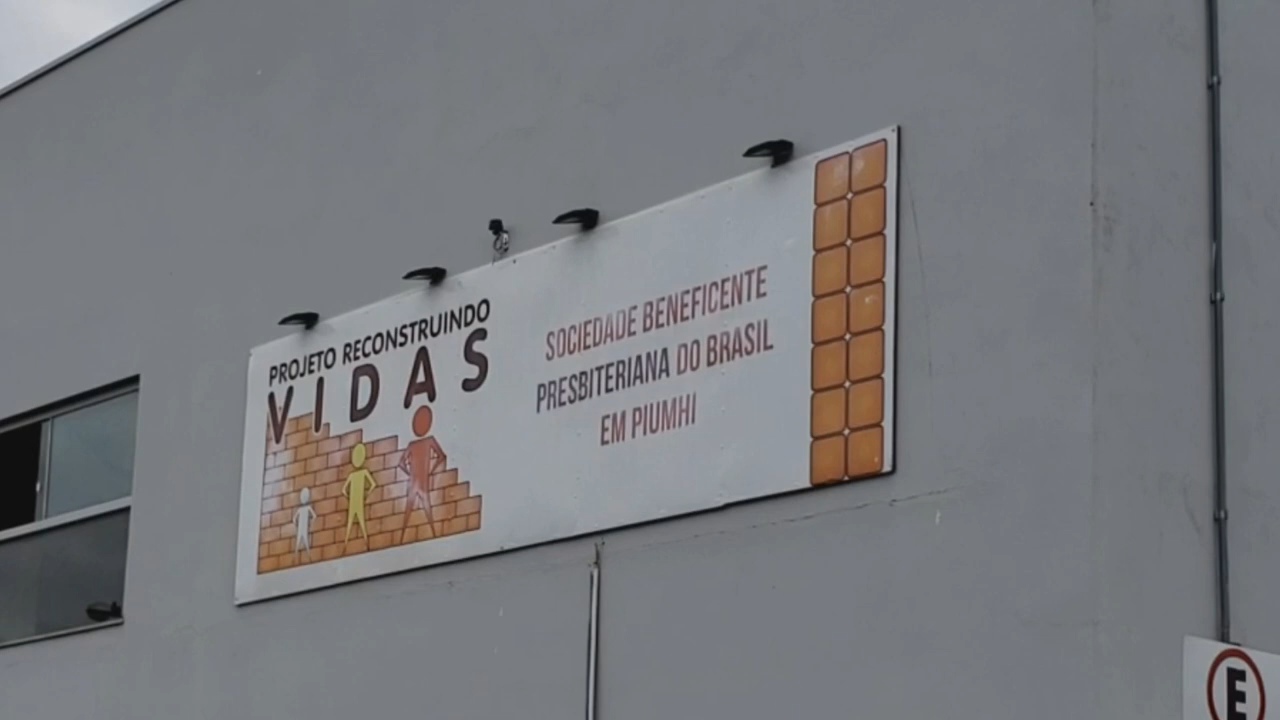 PROJETO RECONSTRUINDO
VIDAS
SOCIEDADE BENEFICENTE
PRESBITERIANA DO BRASIL
EM PIUMHI
E